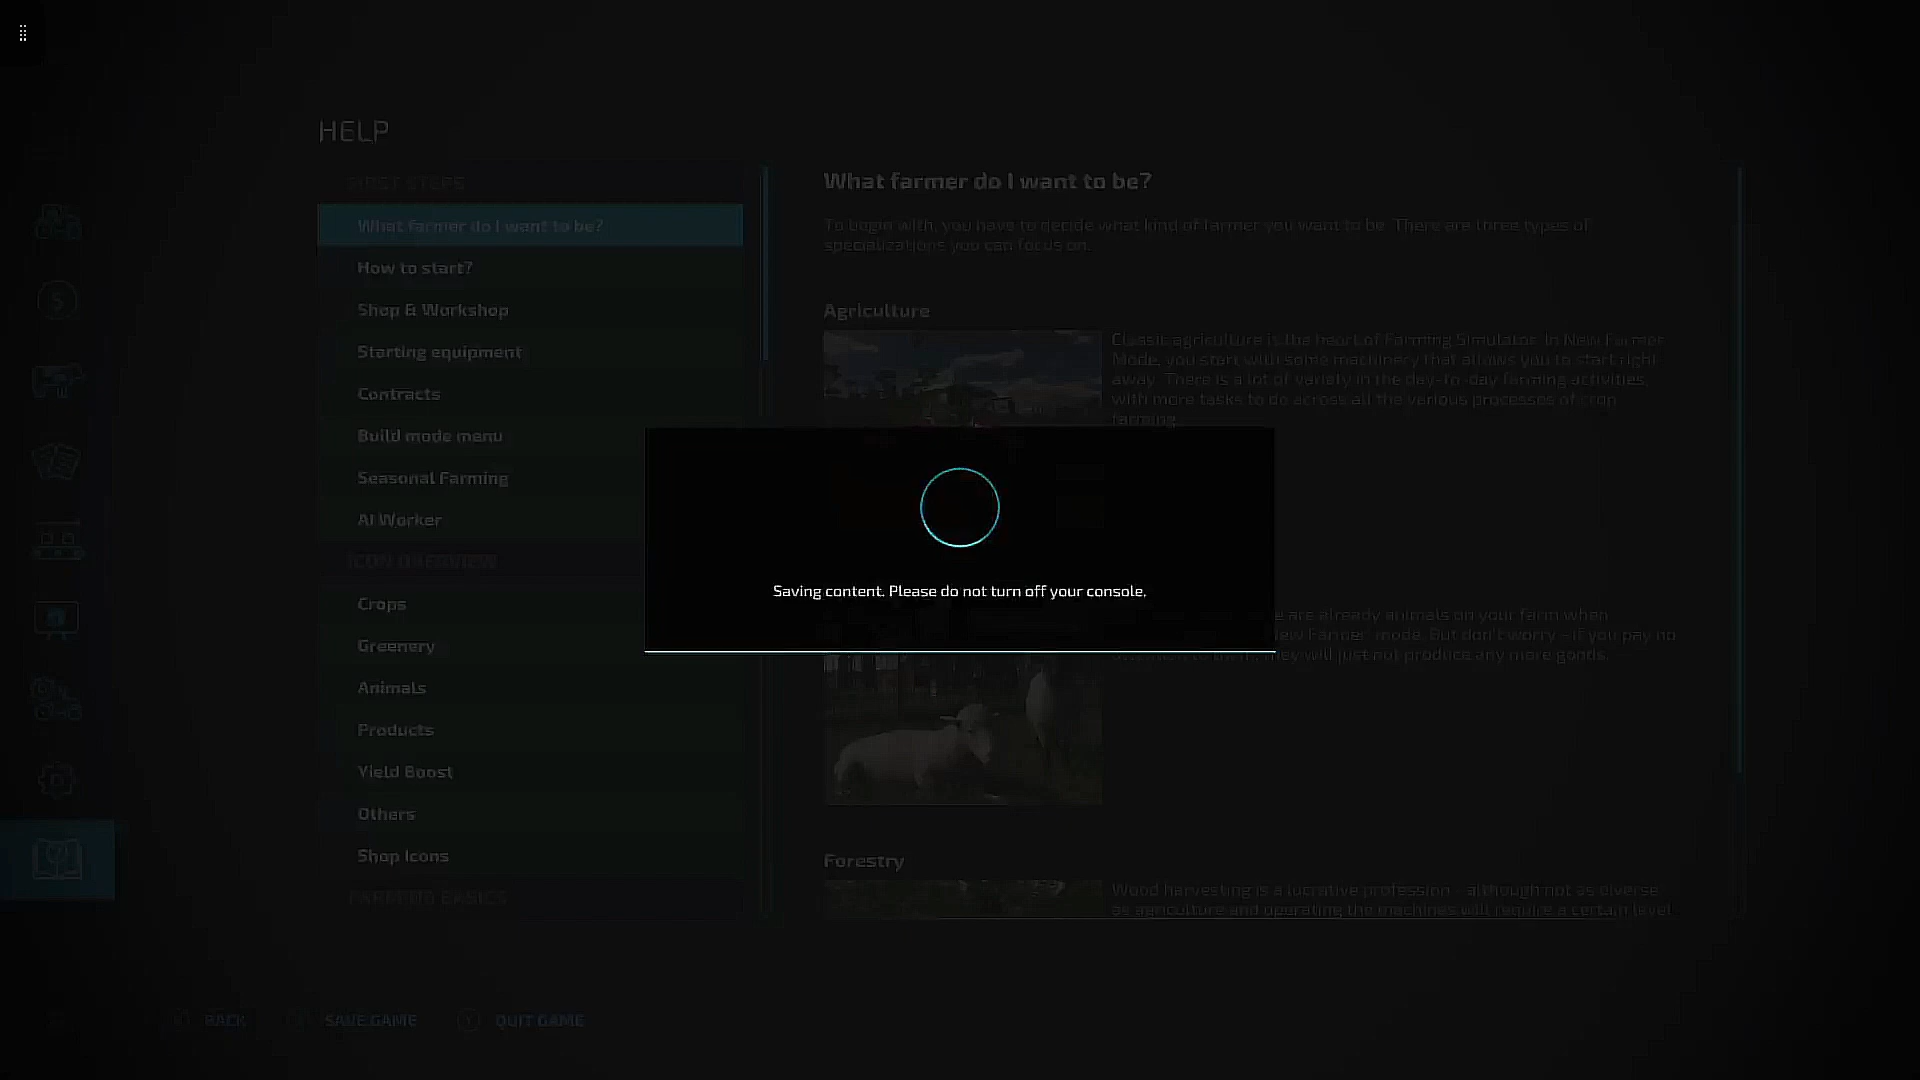 HELP
FIRST STEPS
What farmer do I want to be?
How to start?
Shop & Workshop
Starting equipment
Contracts
Build mode menu
Seasonal Farming
AI Worker
ICON OVERVIEW
Crops
Greenery
Animals
Products
Yield Boost
Others
Shop Icons
FARMING BASICS
What farmer do I want to be?
To begin with, you have to decide what kind of farmer you want to be. There are three types of
specializations you can focus on.
Agriculture
Classic agriculture is the heart of Farming Simulator. In New Farmer
Mode, you start with some machinery that allows you to start right
away. There is a lot of variety in the day-to-day farming activities,
with more tasks to do across all the various processes of crop
farming.
Saving content. Please do not turn off your console.
are already animals on your farm when
Farmer" mode. But don't worry - if you pay no
attention to them, they will just not produce any more goods.
Forestry
Wood harvesting is a lucrative profession - although not as diverse
as agriculture and operating the machines will require a certain level
BACK
SAVE GAME
QUIT GAME